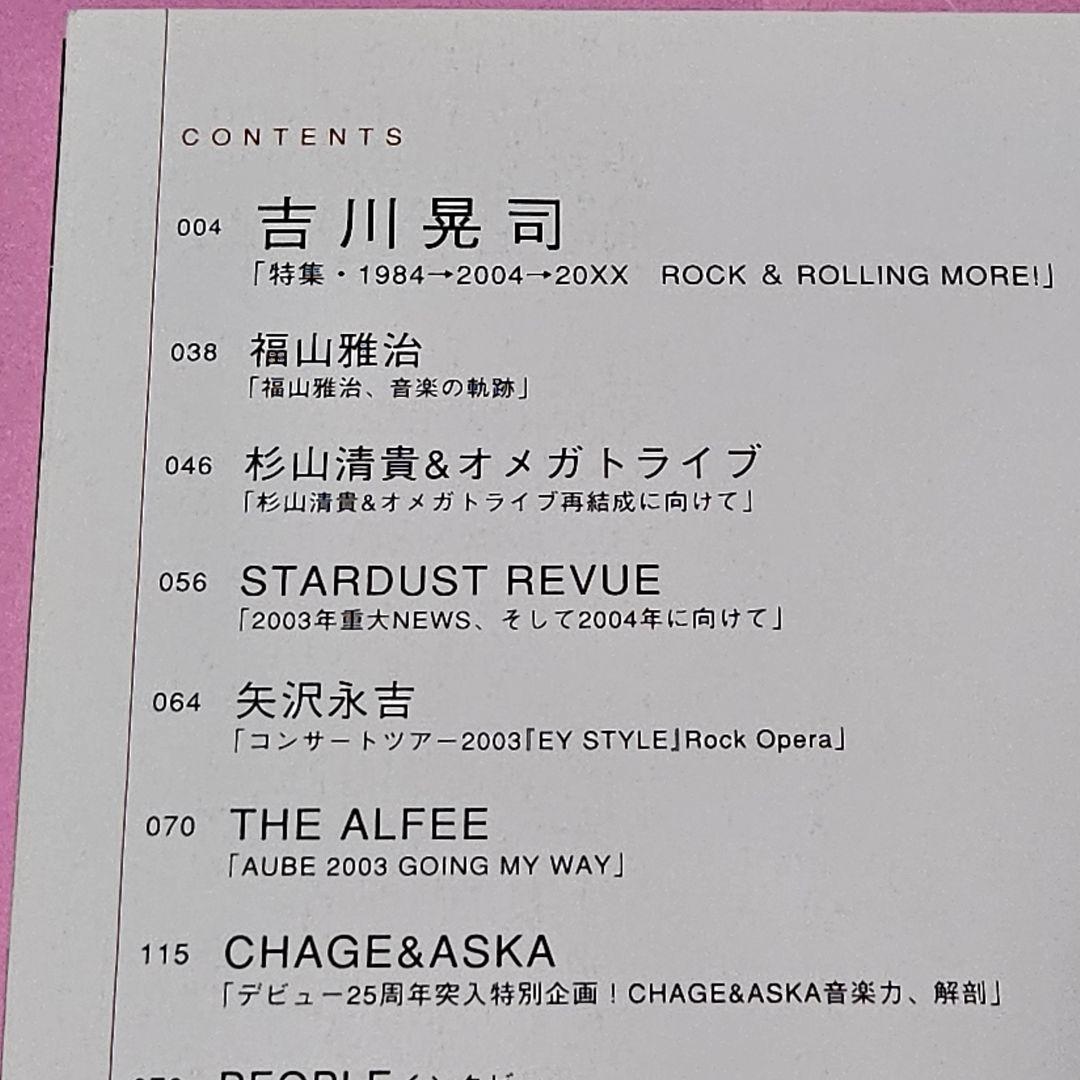 CONTENTS
004 吉川晃司
「特集・1984→2004→20XX ROCK & ROLLING MORE!」
038 福山雅治
「福山雅治、音楽の軌跡」
046 杉山清貴&オメガトライブ
「杉山清貴&オメガトライブ再結成に向けて」
056 STARDUST REVUE
「2003年重大NEWS、そして2004年に向けて」
064 矢沢永吉
「コンサートツアー2003『EY STYLE』Rock Opera」
070 THE ALFEE
「AUBE 2003 GOING MY WAY」
115 CHAGE&ASKA
「デビュー25周年突入特別企画！CHAGE&ASKA音楽力、解剖」
PEOPLE